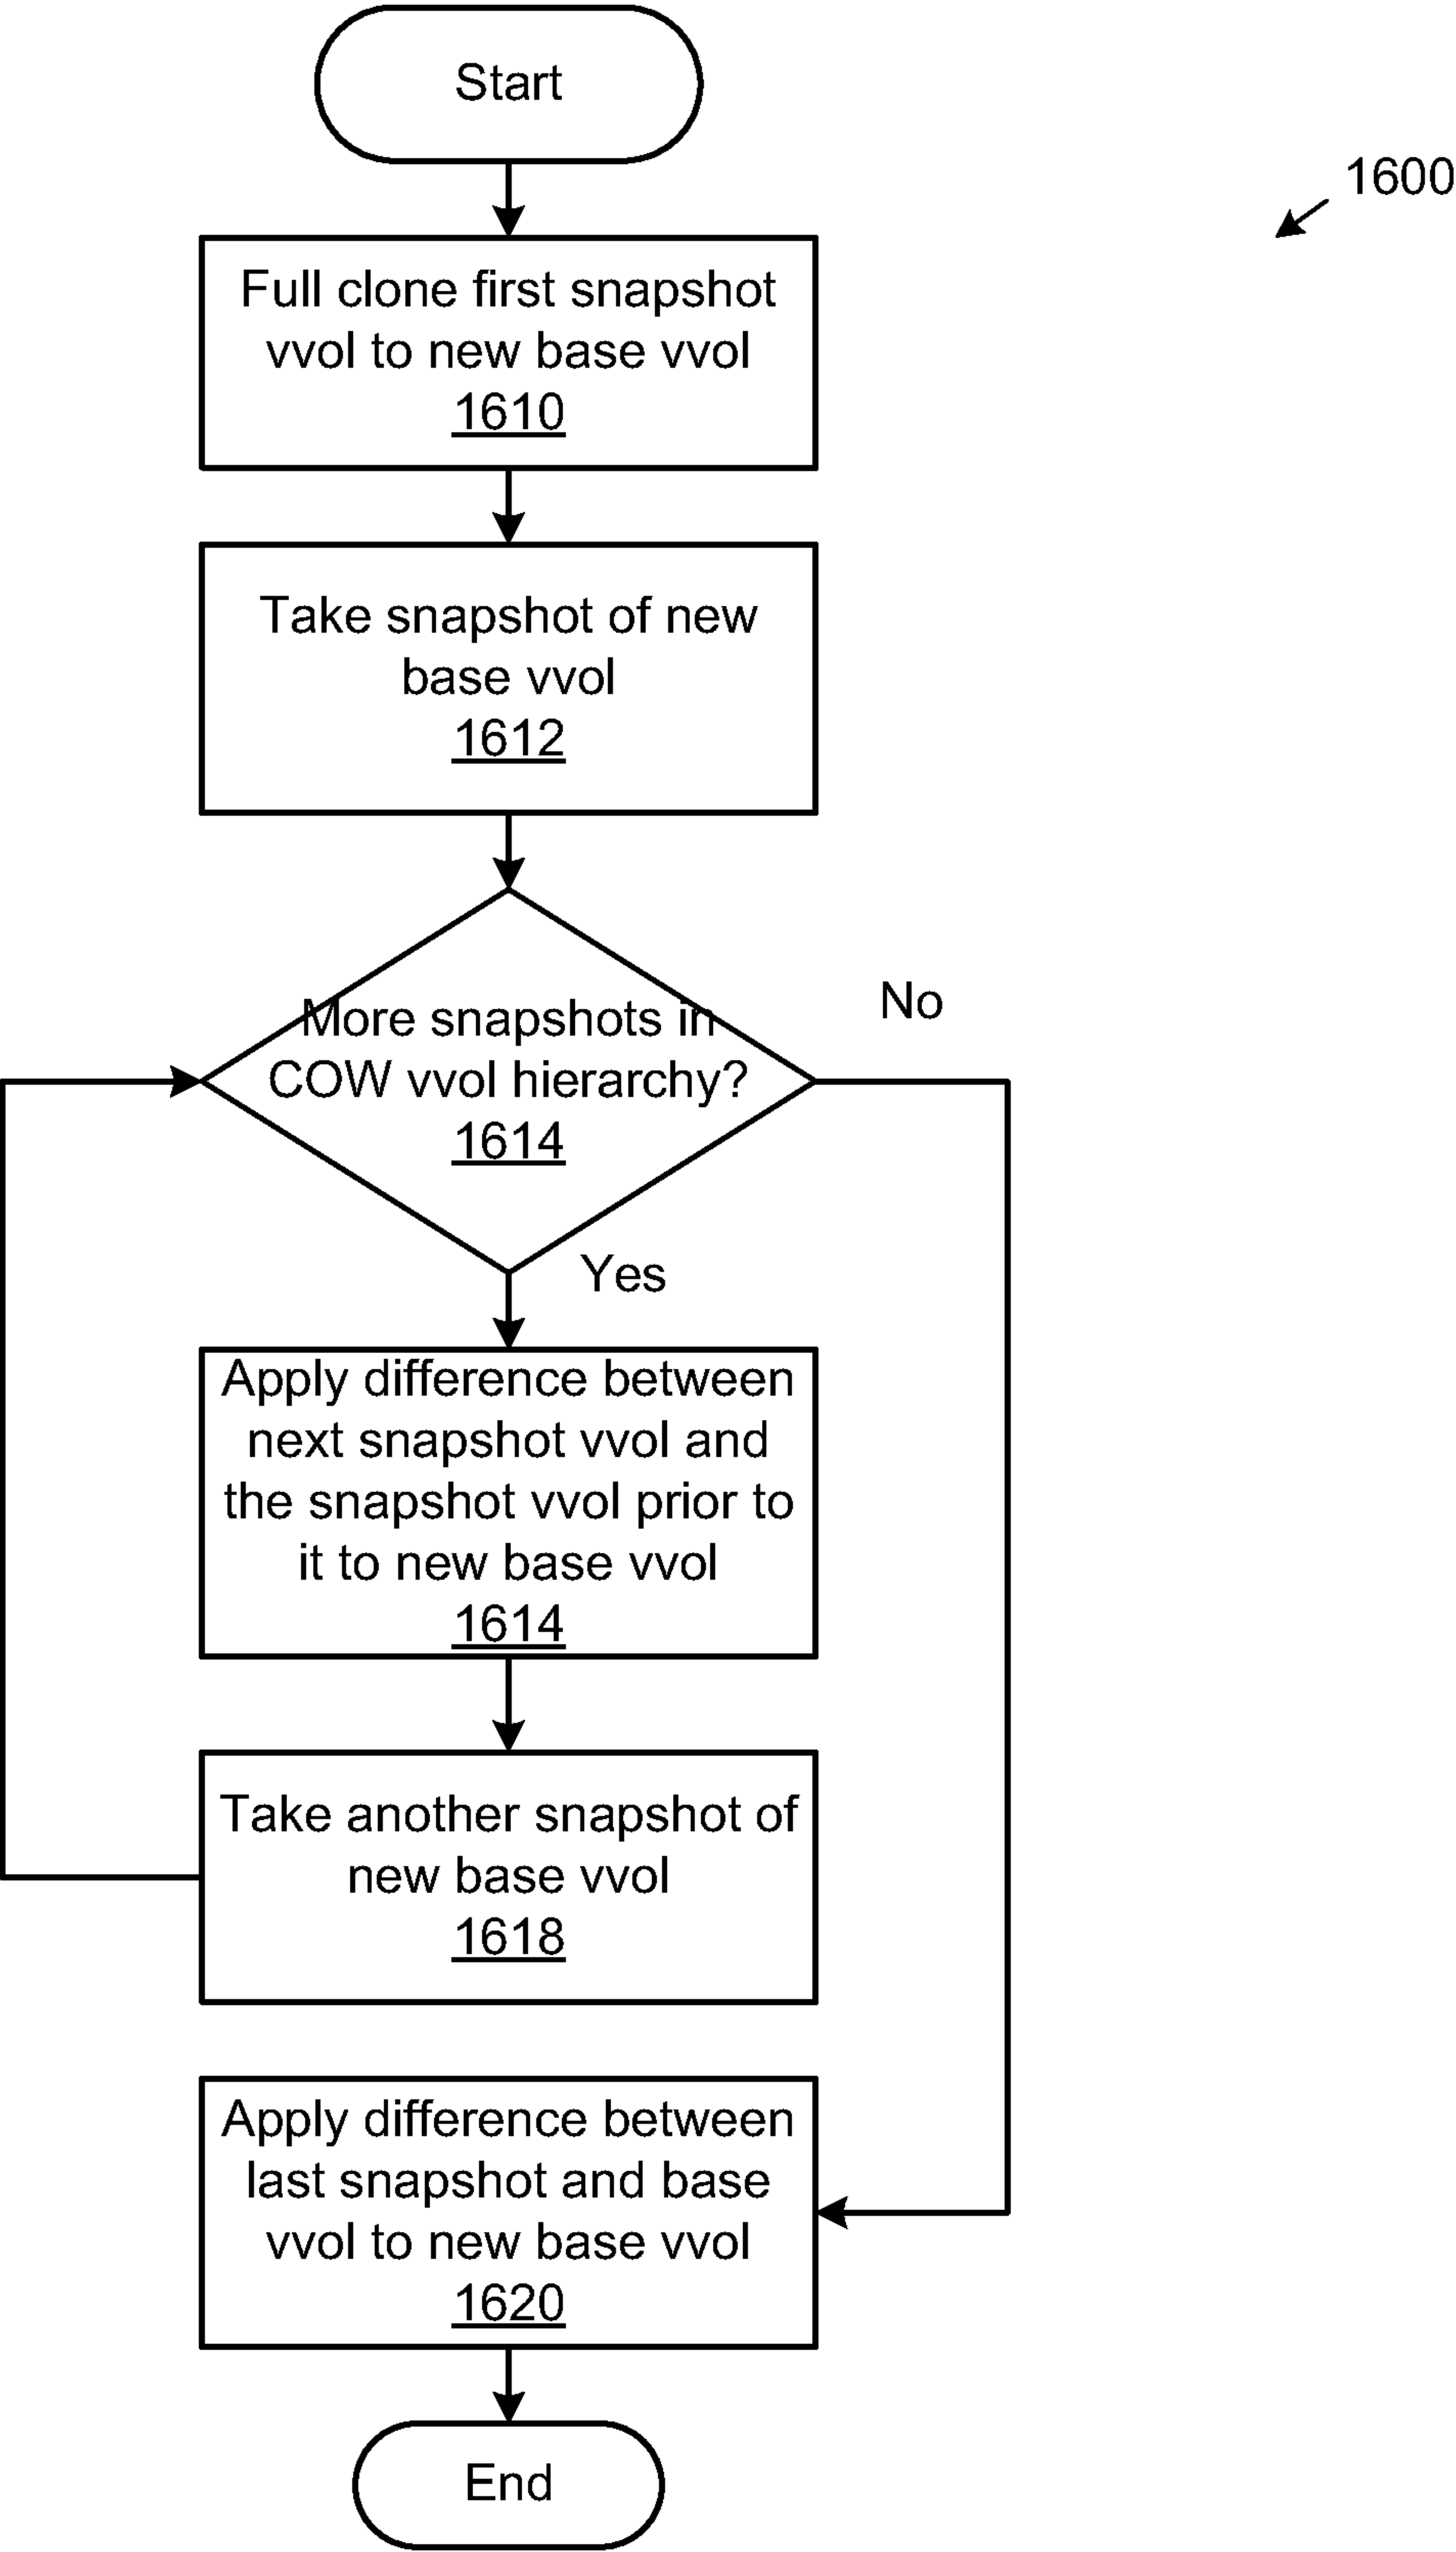 Start
1600
Full clone first snapshot
vvol to new base vvol
1610
Take snapshot of new
base vvol
1612
No
More snapshots in
COW vvol hierarchy?
1614
Yes
Apply difference between
next snapshot vvol and
the snapshot vvol prior to
it to new base vvol
1614
Take another snapshot of
new base vvol
1618
Apply difference between
last snapshot and base
vvol to new base vvol
1620
End